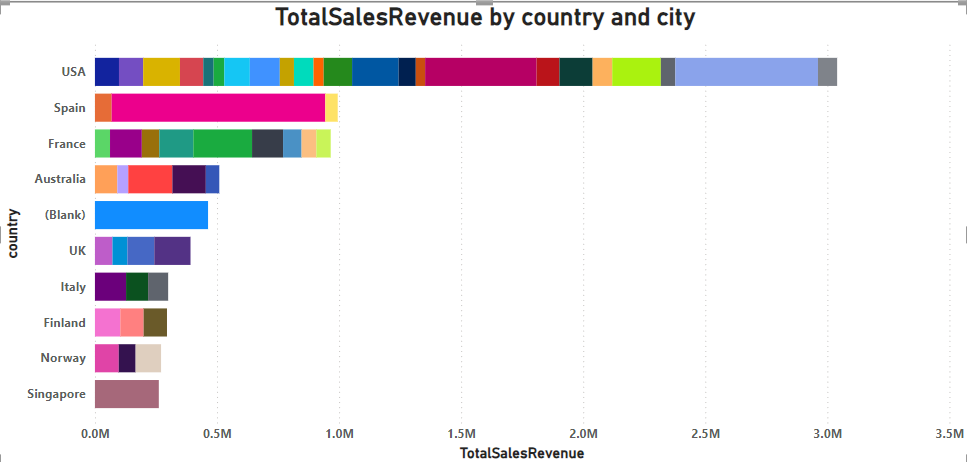 TotalSalesRevenue by country and city
USA
Spain
France
Australia
(Blank)
UK
Italy
Finland
Norway
Singapore
country
0.0M 0.5M 1.0M 1.5M 2.0M 2.5M 3.0M 3.5M
TotalSalesRevenue